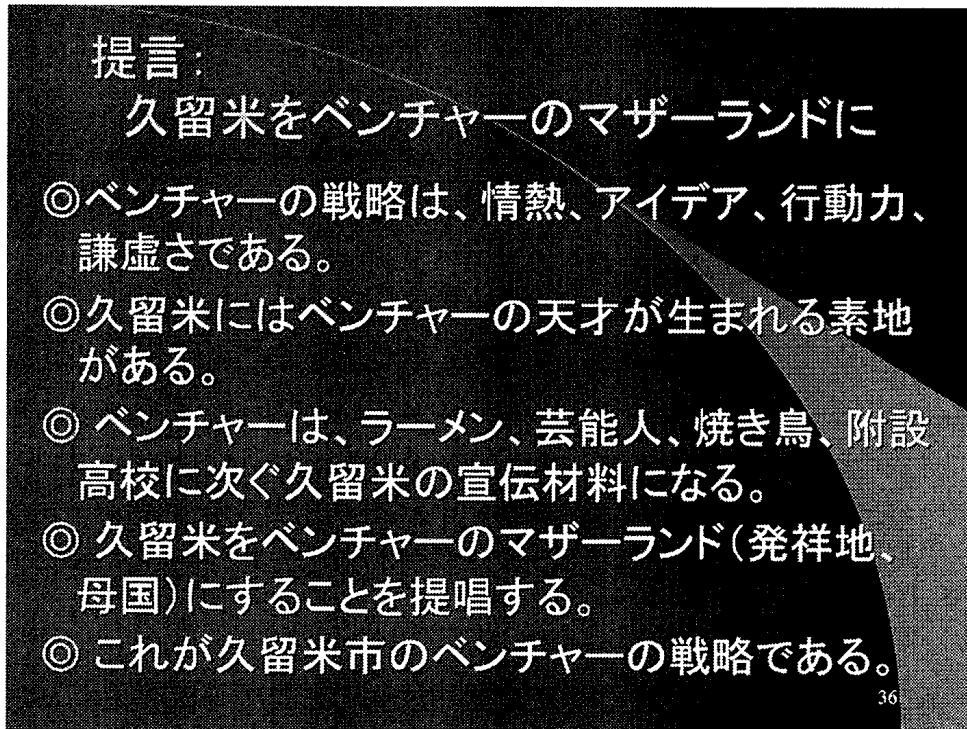 提言:
久留米をベンチャーのマザーランドに
◎ベンチャーの戦略は、情熱、アイデア、行動力、
謙虚さである。
◎久留米にはベンチャーの天才が生まれる素地
がある。
◎ ベンチャーは、ラーメン、芸能人、焼き鳥、附設
高校に次ぐ久留米の宣伝材料になる。
◎ 久留米をベンチャーのマザーランド(発祥地、
母国)にすることを提唱する。
◎ これが久留米市のベンチャーの戦略である。
36